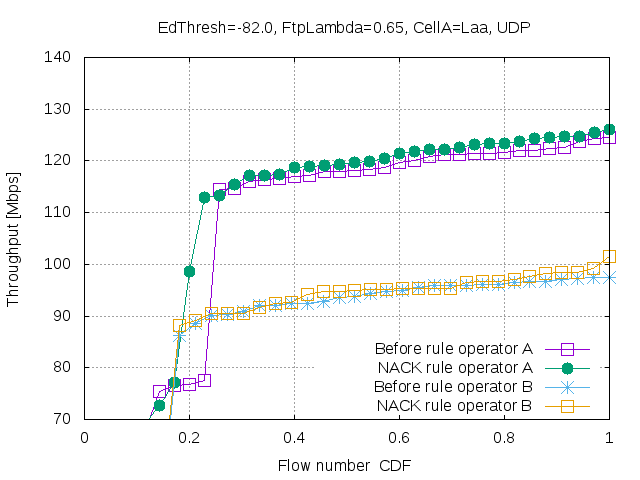 EdThresh=-82.0, FtpLambda=0.65, CellA=Laa, UDP
Throughput [Mbps]
140
130
120
110
100
90
80
70
0
0.2
0.4
0.6
0.8
1
Before rule operator A
NACK rule operator A
Before rule operator B
NACK rule operator B
Flow number CDF